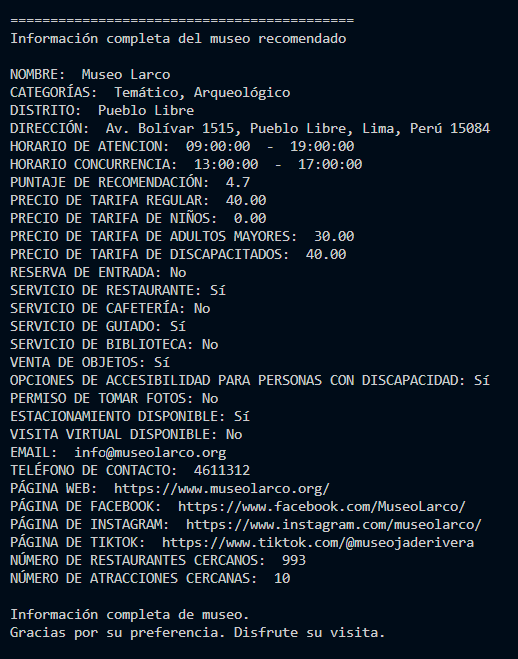 ===========================================
Información completa del museo recomendado
NOMBRE:  Museo Larco
CATEGORÍAS:  Temático, Arqueológico
DISTRITO:  Pueblo Libre
DIRECCIÓN:  Av. Bolívar 1515, Pueblo Libre, Lima, Perú 15084
HORARIO DE ATENCION:  09:00:00  -  19:00:00
HORARIO CONCURRENCIA:  13:00:00  -  17:00:00
PUNTAJE DE RECOMENDACIÓN:  4.7
PRECIO DE TARIFA REGULAR:  40.00
PRECIO DE TARIFA DE NIÑOS:  0.00
PRECIO DE TARIFA DE ADULTOS MAYORES:  30.00
PRECIO DE TARIFA DE DISCAPACITADOS:  40.00
RESERVA DE ENTRADA: No
SERVICIO DE RESTAURANTE: Sí
SERVICIO DE CAFETERÍA: No
SERVICIO DE GUIADO: Sí
SERVICIO DE BIBLIOTECA: No
VENTA DE OBJETOS: Sí
OPCIONES DE ACCESIBILIDAD PARA PERSONAS CON DISCAPACIDAD: Sí
PERMISO DE TOMAR FOTOS: No
ESTACIONAMIENTO DISPONIBLE: Sí
VISITA VIRTUAL DISPONIBLE: No
EMAIL:  info@museolarco.org
TELÉFONO DE CONTACTO:  4611312
PÁGINA WEB:  https://www.museolarco.org/
PÁGINA DE FACEBOOK:  https://www.facebook.com/MuseoLarco/
PÁGINA DE INSTAGRAM:  https://www.instagram.com/museolarco/
PÁGINA DE TIKTOK:  https://www.tiktok.com/@museojaderivera
NÚMERO DE RESTAURANTES CERCANOS:  993
NÚMERO DE ATRACCIONES CERCANAS:  10
Información completa de museo.
Gracias por su preferencia. Disfrute su visita.